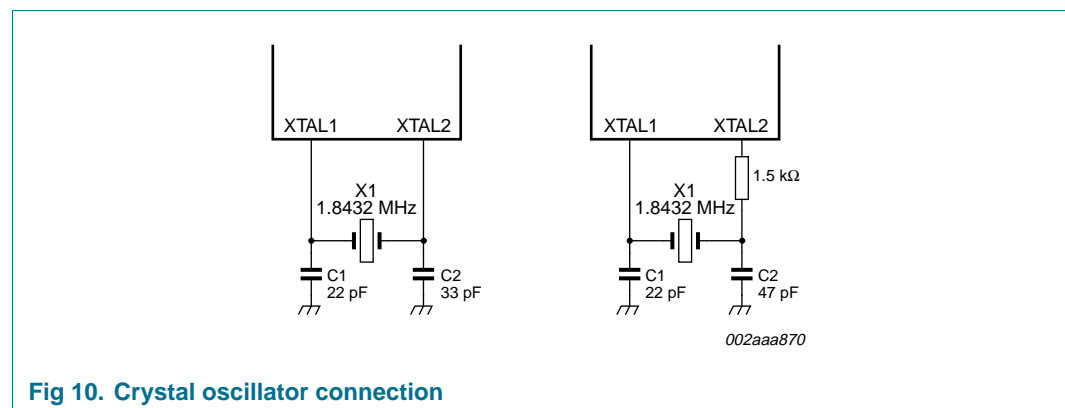 XTAL1 XTAL2
X1
1.8432 MHz
C1
22 pF
C2
33 pF
XTAL1 XTAL2
1.5 kΩ
X1
1.8432 MHz
C1
22 pF
C2
47 pF
002aaa870
Fig 10. Crystal oscillator connection